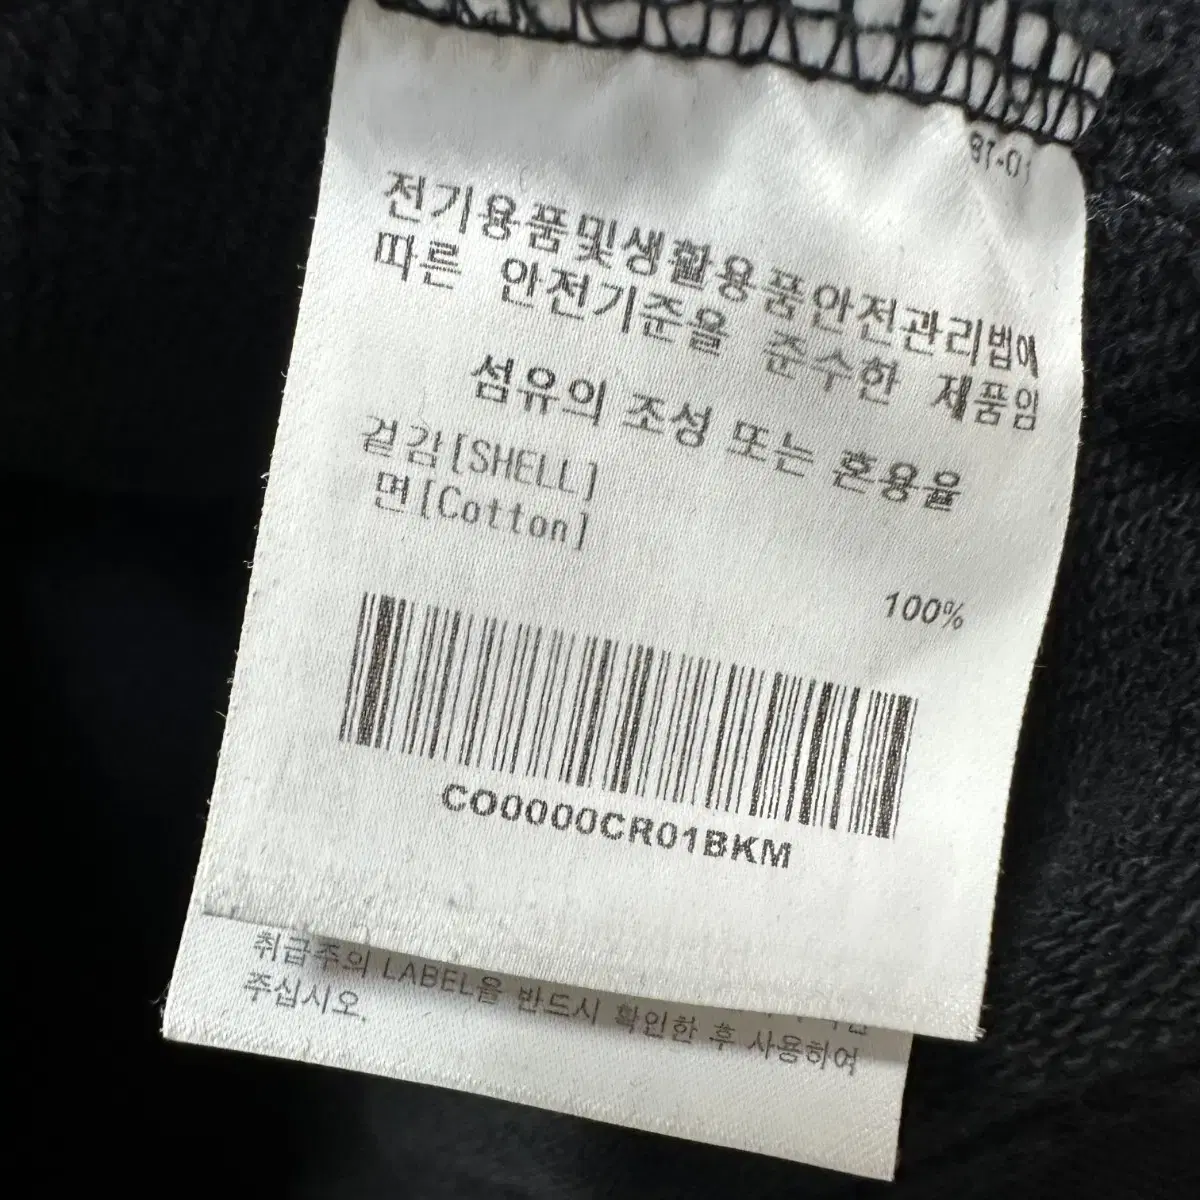 전기용품및생활용품안전관리법에
따른 안전기준을 준수한 제품임
섬유의 조성 또는 혼용율
겉감[SHELL]
면[Cotton]
100%
CO0000CR01BKM
취급주의 LABEL을 반드시 확인한 후 사용하여
주십시오.